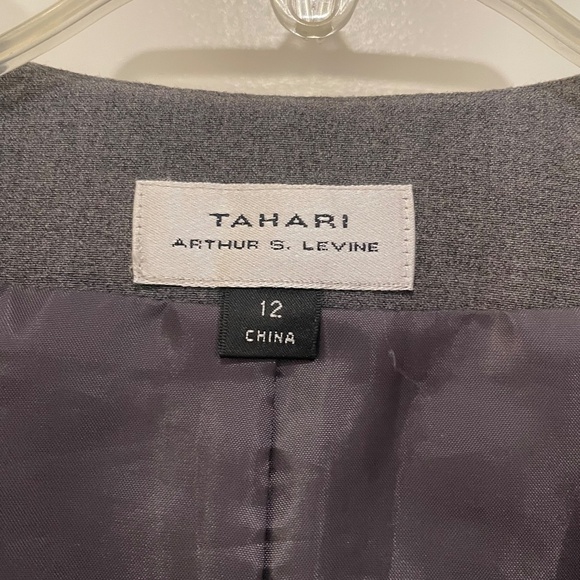 TAHARI
ARTHUR S. LEVINE
12
CHINA